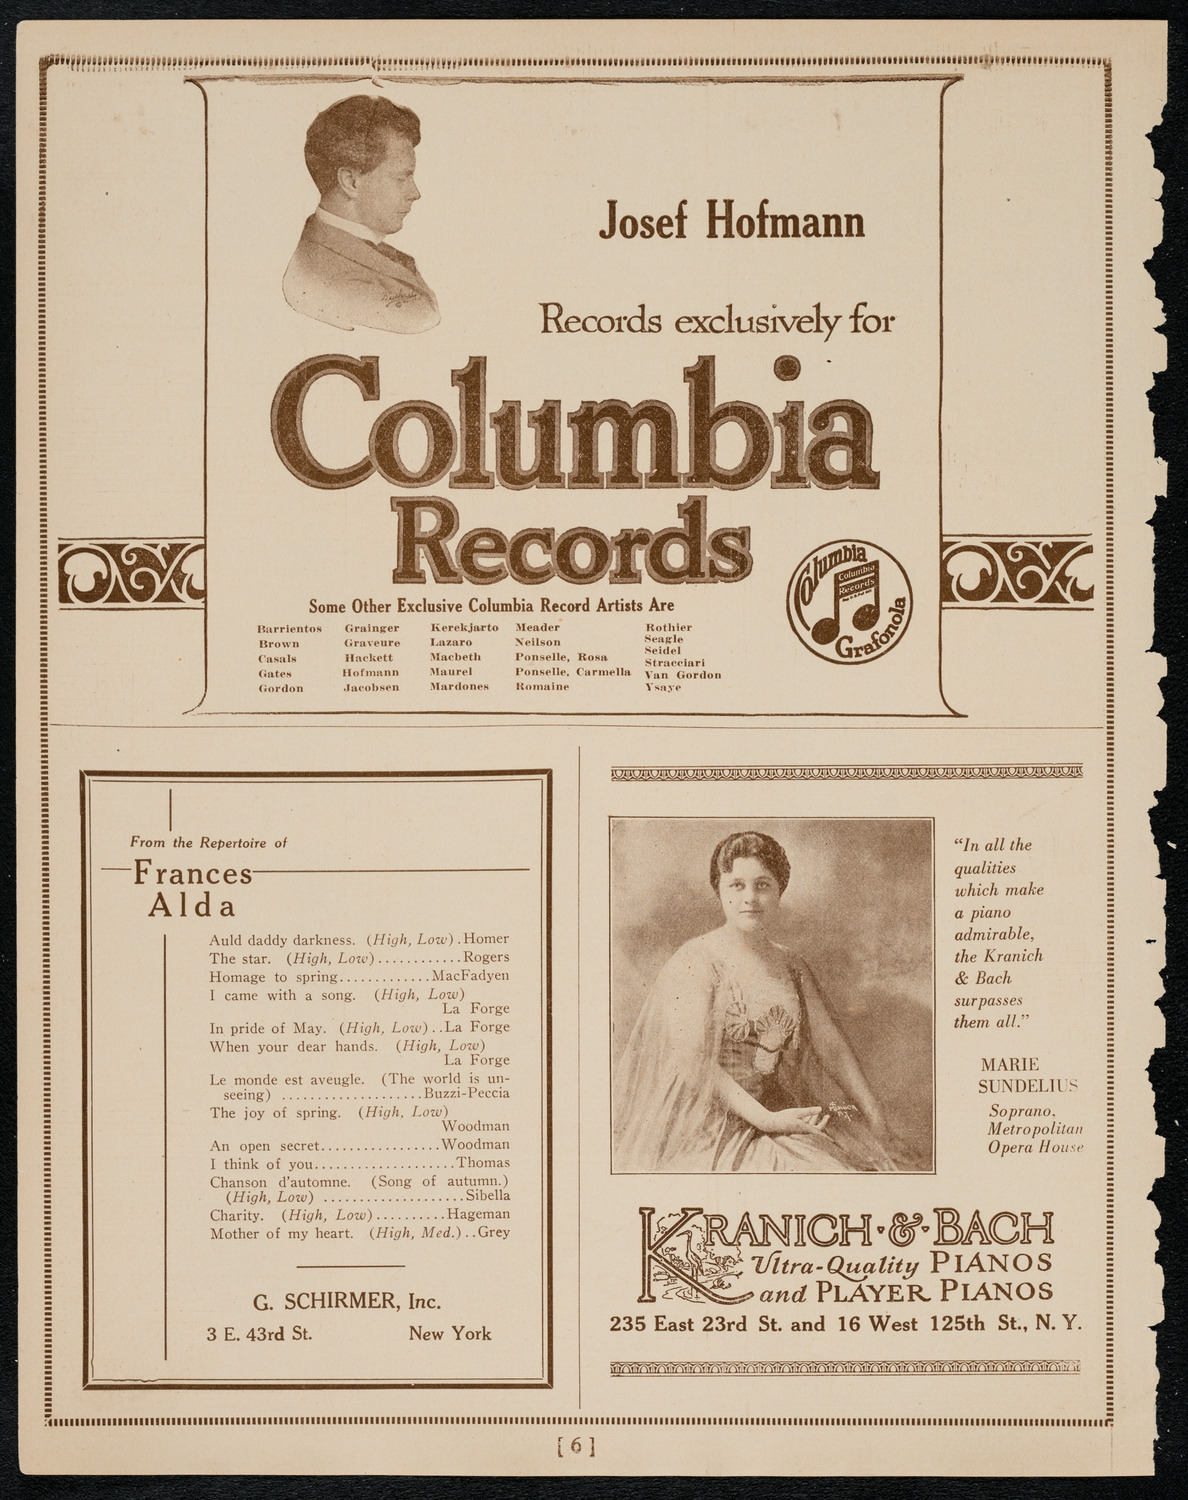 Josef Hofmann
Records exclusively for
Columbia
Records
Columbia
Columbia
Records
Grafonola
Some Other Exclusive Columbia Record Artists Are
Barrientos
Brown
Casals
Gates
Gordon
Grainger
Graveure
Hackett
Hofmann
Jacobsen
Kerekjarto
Lazaro
Macbeth
Maurel
Mardones
Meader
Neilson
Ponselle, Rosa
Ponselle, Carmella
Romaine
Rothier
Seagle
Seidel
Stracciari
Van Gordon
Ysaye
From the Repertoire of
Frances
Alda
Auld daddy darkness. (High, Low) .Homer
The star. (High, Low)............Rogers
Homage to spring.............MacFadyen
I came with a song. (High, Low)
La Forge
In pride of May. (High, Low)..La Forge
When your dear hands. (High, Low)
La Forge
Le monde est aveugle. (The world is un-
seeing) ....................Buzzi-Peccia
The joy of spring. (High, Low)
Woodman
An open secret.................Woodman
I think of you....................Thomas
Chanson d'automne. (Song of autumn.)
(High, Low) ....................Sibella
Charity. (High, Low)..........Hageman
Mother of my heart. (High, Med.)..Grey
G. SCHIRMER, Inc.
3 E. 43rd St. New York
"In all the
qualities
which make
a piano
admirable,
the Kranich
& Bach
surpasses
them all."
MARIE
SUNDELIUS
Soprano,
Metropolitan
Opera House
KRANICH·&·BACH
Ultra-Quality PIANOS
and PLAYER PIANOS
235 East 23rd St. and 16 West 125th St., N. Y.
[ 6 ]